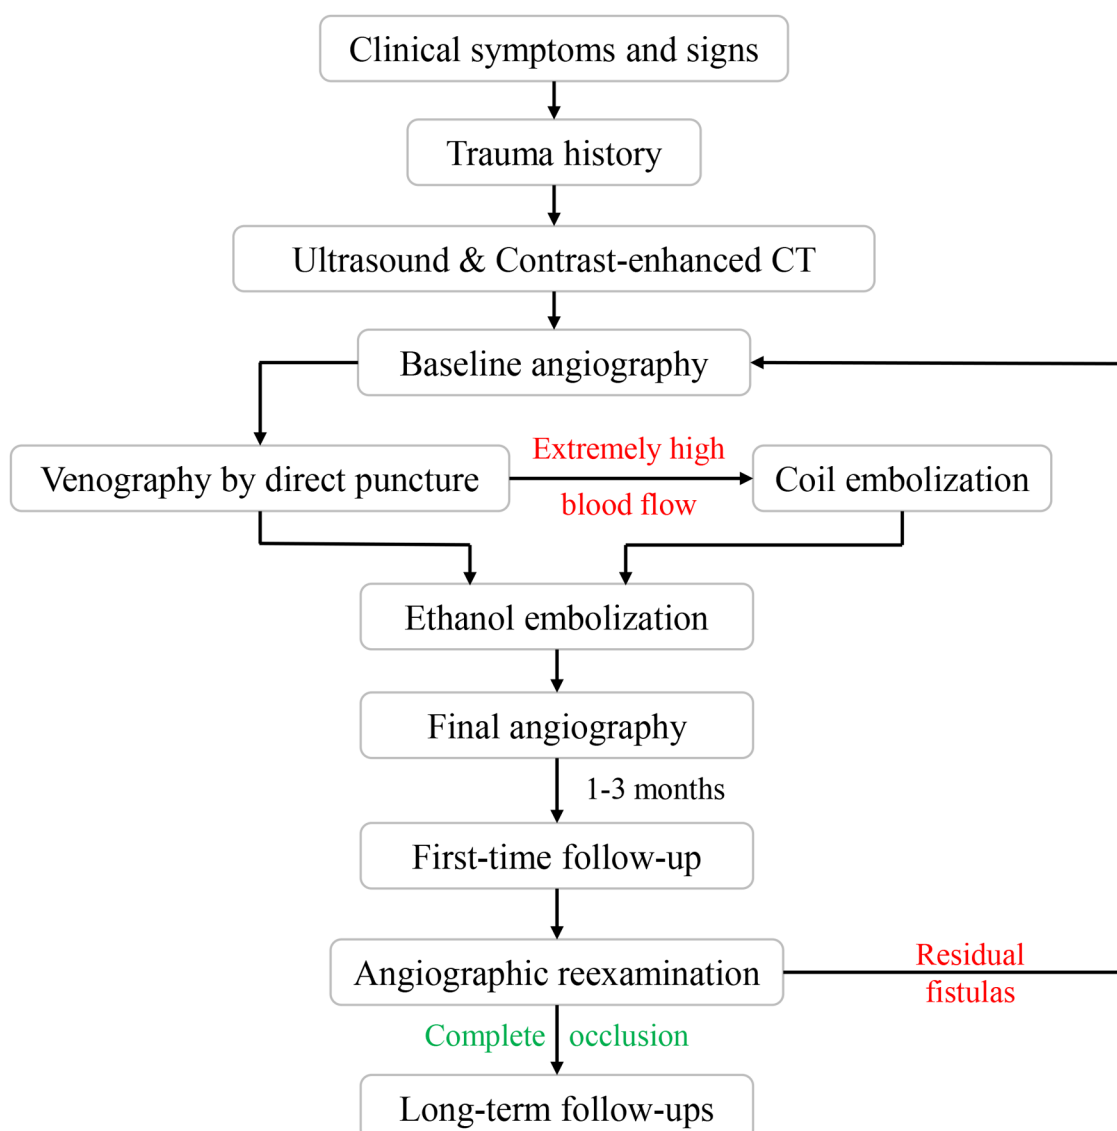 Clinical symptoms and signs
Trauma history
Ultrasound & Contrast-enhanced CT
Baseline angiography
Venography by direct puncture
Extremely high
blood flow
Coil embolization
Ethanol embolization
Final angiography
1-3 months
First-time follow-up
Angiographic reexamination
Residual
fistulas
Complete occlusion
Long-term follow-ups